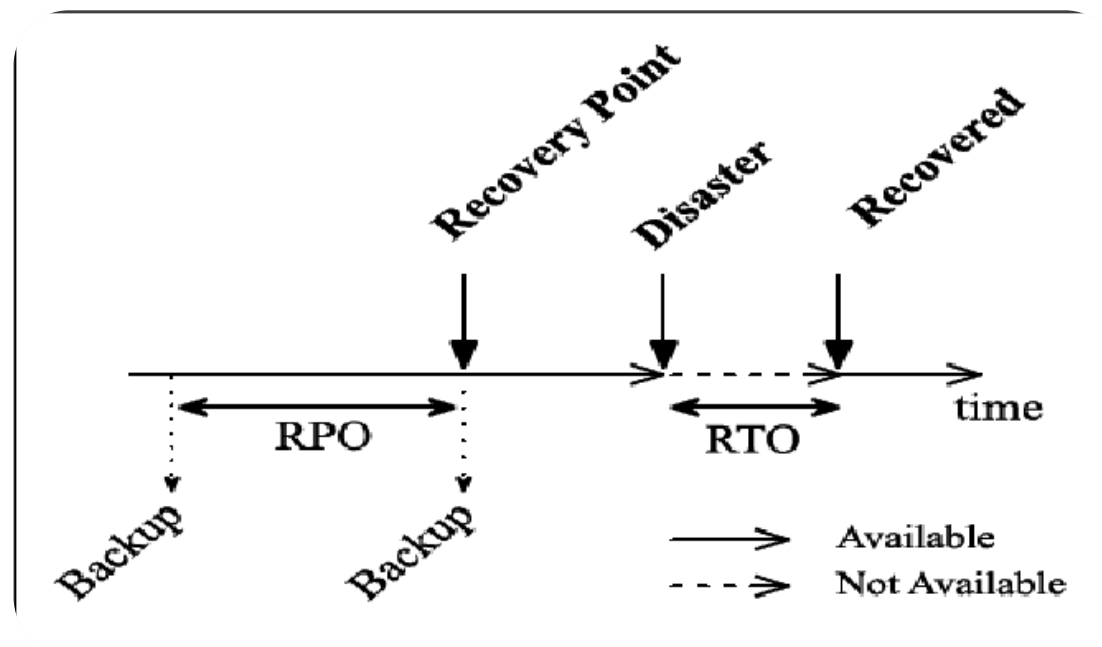 Recovery Point
Disaster
Recovered
time
RPO
RTO
Backup
Backup
Available
Not Available